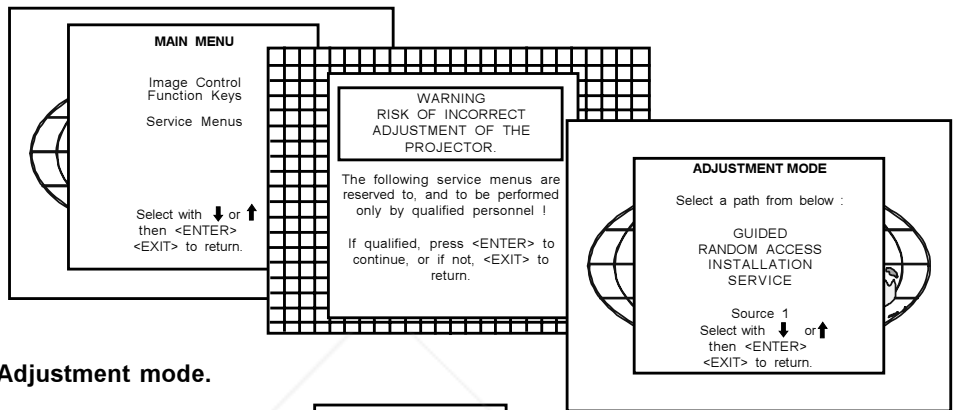 MAIN MENU
Image Control
Function Keys
Service Menus
Select with ⬇ or ⬆
then <ENTER>
<EXIT> to return.
WARNING
RISK OF INCORRECT
ADJUSTMENT OF THE
PROJECTOR.
The following service menus are
reserved to, and to be performed
only by qualified personnel !
If qualified, press <ENTER> to
continue, or if not, <EXIT> to
return.
ADJUSTMENT MODE
Select a path from below :
GUIDED
RANDOM ACCESS
INSTALLATION
SERVICE
Source 1
Select with ⬇ or ⬆
then <ENTER>
<EXIT> to return.
Adjustment mode.